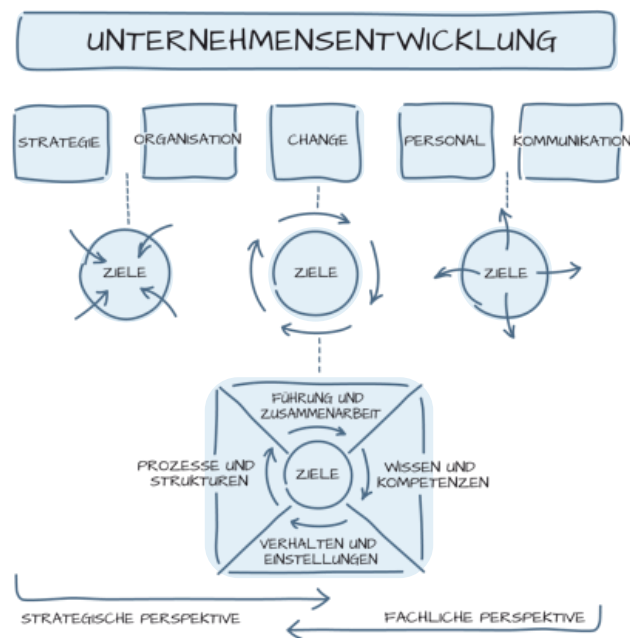 UNTERNEHMENSENTWICKLUNG
STRATEGIE
ORGANISATION
CHANGE
PERSONAL
KOMMUNIKATION
ZIELE
ZIELE
ZIELE
FÜHRUNG UND
ZUSAMMENARBEIT
PROZESSE UND
STRUKTUREN
ZIELE
WISSEN UND
KOMPETENZEN
VERHALTEN UND
EINSTELLUNGEN
STRATEGISCHE PERSPEKTIVE
FACHLICHE PERSPEKTIVE